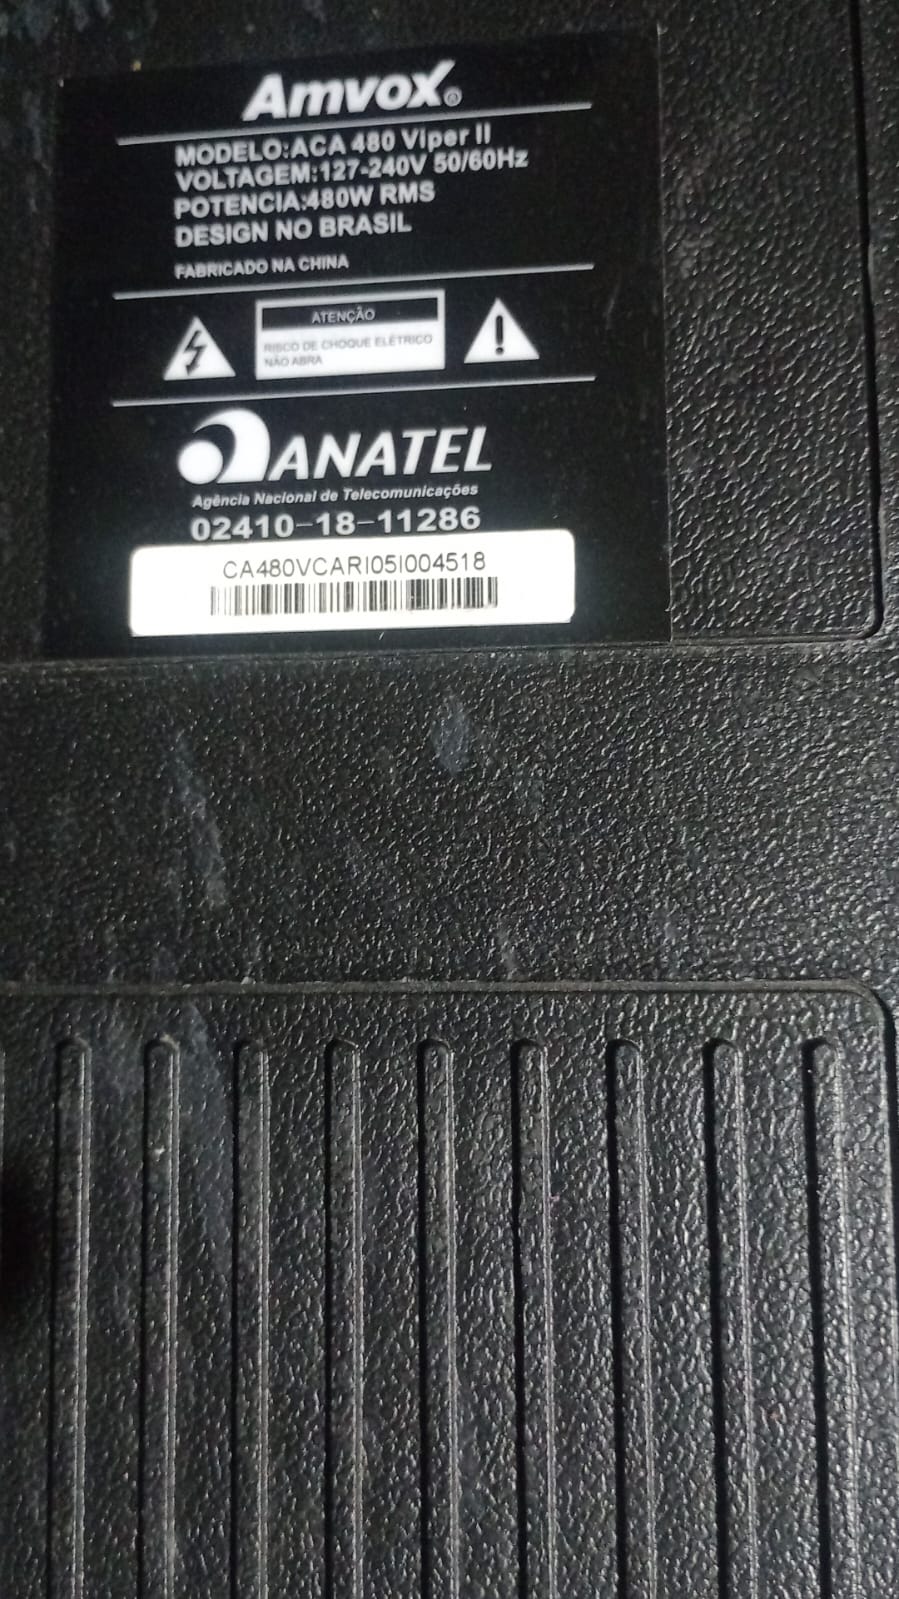 Amvox®
MODELO:ACA 480 Viper II
VOLTAGEM:127-240V 50/60Hz
POTENCIA:480W RMS
DESIGN NO BRASIL
FABRICADO NA CHINA
ATENÇÃO
RISCO DE CHOQUE ELÉTRICO
NÃO ABRA
ANATEL
Agência Nacional de Telecomunicações
02410-18-11286
CA480VCARI05I004518